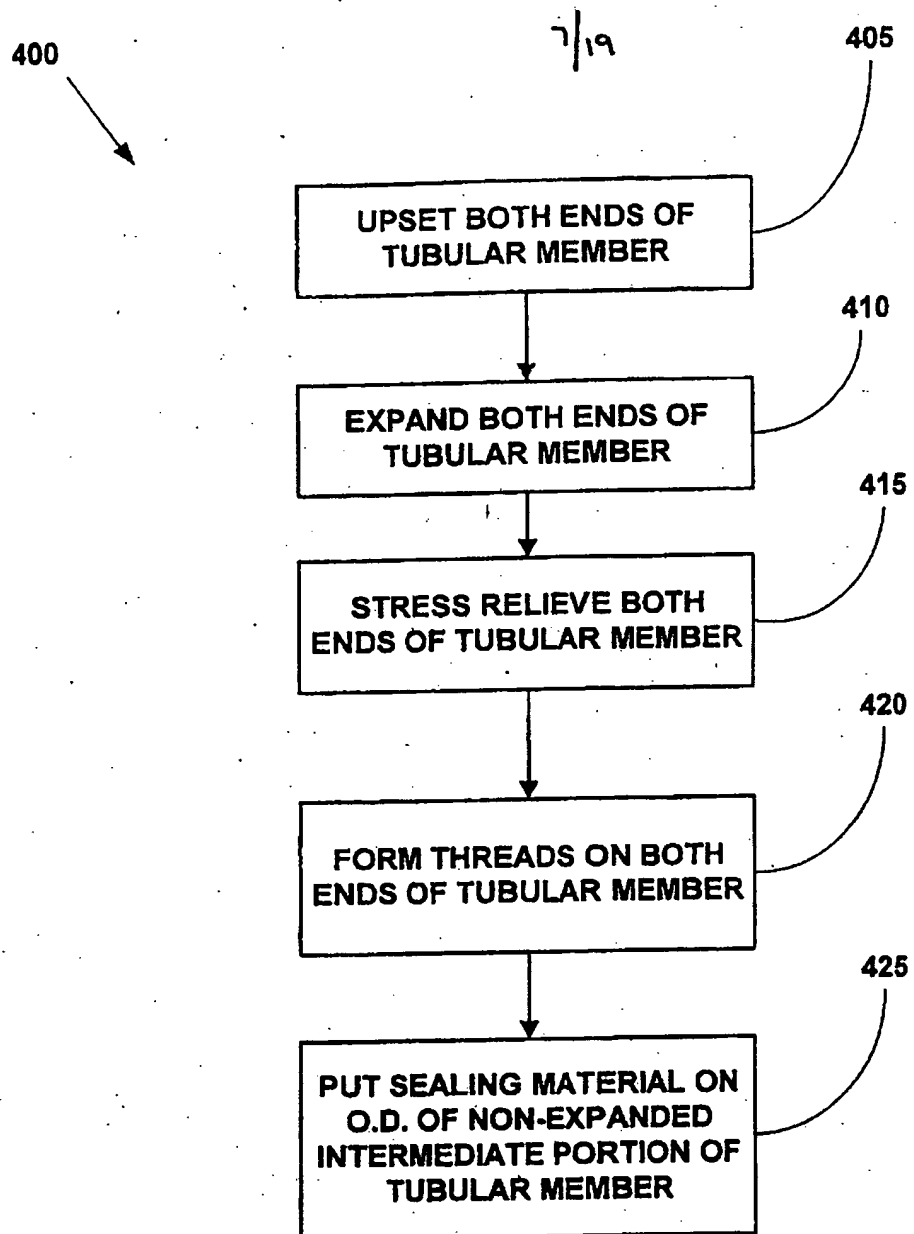 7/19
400
405
UPSET BOTH ENDS OF
TUBULAR MEMBER
410
EXPAND BOTH ENDS OF
TUBULAR MEMBER
415
STRESS RELIEVE BOTH
ENDS OF TUBULAR MEMBER
420
FORM THREADS ON BOTH
ENDS OF TUBULAR MEMBER
425
PUT SEALING MATERIAL ON
O.D. OF NON-EXPANDED
INTERMEDIATE PORTION OF
TUBULAR MEMBER